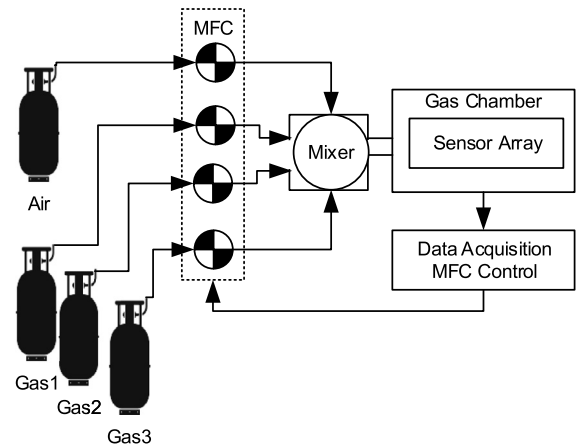 MFC
Gas Chamber
Sensor Array
Mixer
Air
Data Acquisition
MFC Control
Gas1
Gas2
Gas3